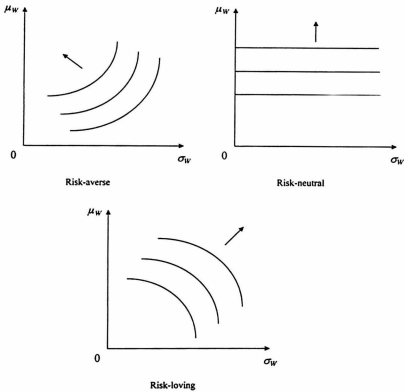 μW
0
σW
Risk-averse
μW
0
σW
Risk-neutral
μW
0
σW
Risk-loving